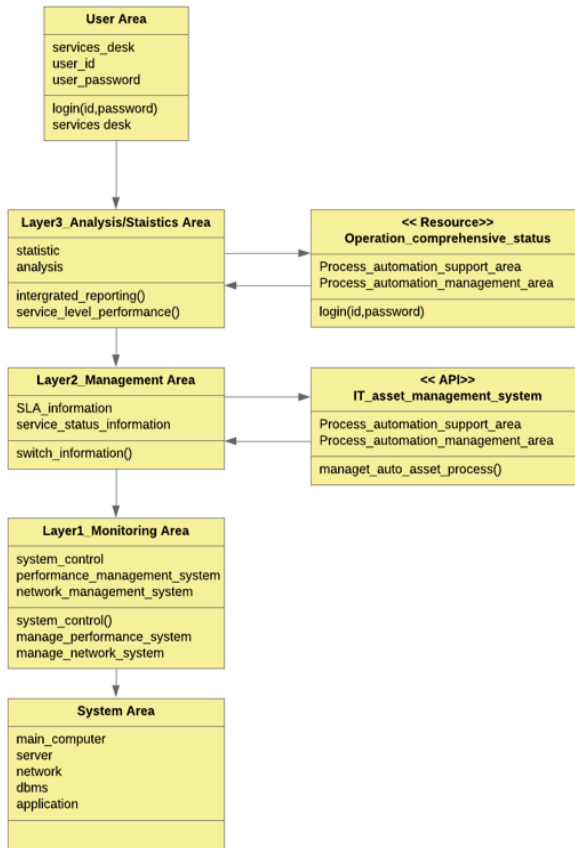 User Area
services_desk
user_id
user_password
login(id,password)
services desk
Layer3_Analysis/Staistics Area
statistic
analysis
intergrated_reporting()
service_level_performance()
<< Resource>>
Operation_comprehensive_status
Process_automation_support_area
Process_automation_management_area
login(id,password)
Layer2_Management Area
SLA_information
service_status_information
switch_information()
<< API>>
IT_asset_management_system
Process_automation_support_area
Process_automation_management_area
managet_auto_asset_process()
Layer1_Monitoring Area
system_control
performance_management_system
network_management_system
system_control()
manage_performance_system
manage_network_system
System Area
main_computer
server
network
dbms
application